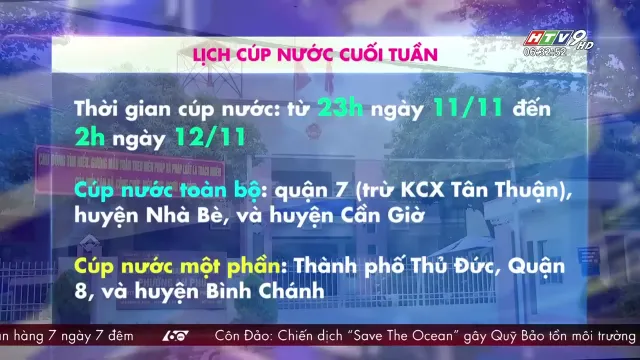 HTV9 HD
06:32:52
LỊCH CÚP NƯỚC CUỐI TUẦN
Thời gian cúp nước: từ 23h ngày 11/11 đến
2h ngày 12/11
Cúp nước toàn bộ: quận 7 (trừ KCX Tân Thuận),
huyện Nhà Bè, và huyện Cần Giờ
Cúp nước một phần: Thành phố Thủ Đức, Quận
8, và huyện Bình Chánh
hàng 7 ngày 7 đêm
60
Côn Đảo: Chiến dịch "Save The Ocean" gây Quỹ Bảo tồn môi trường